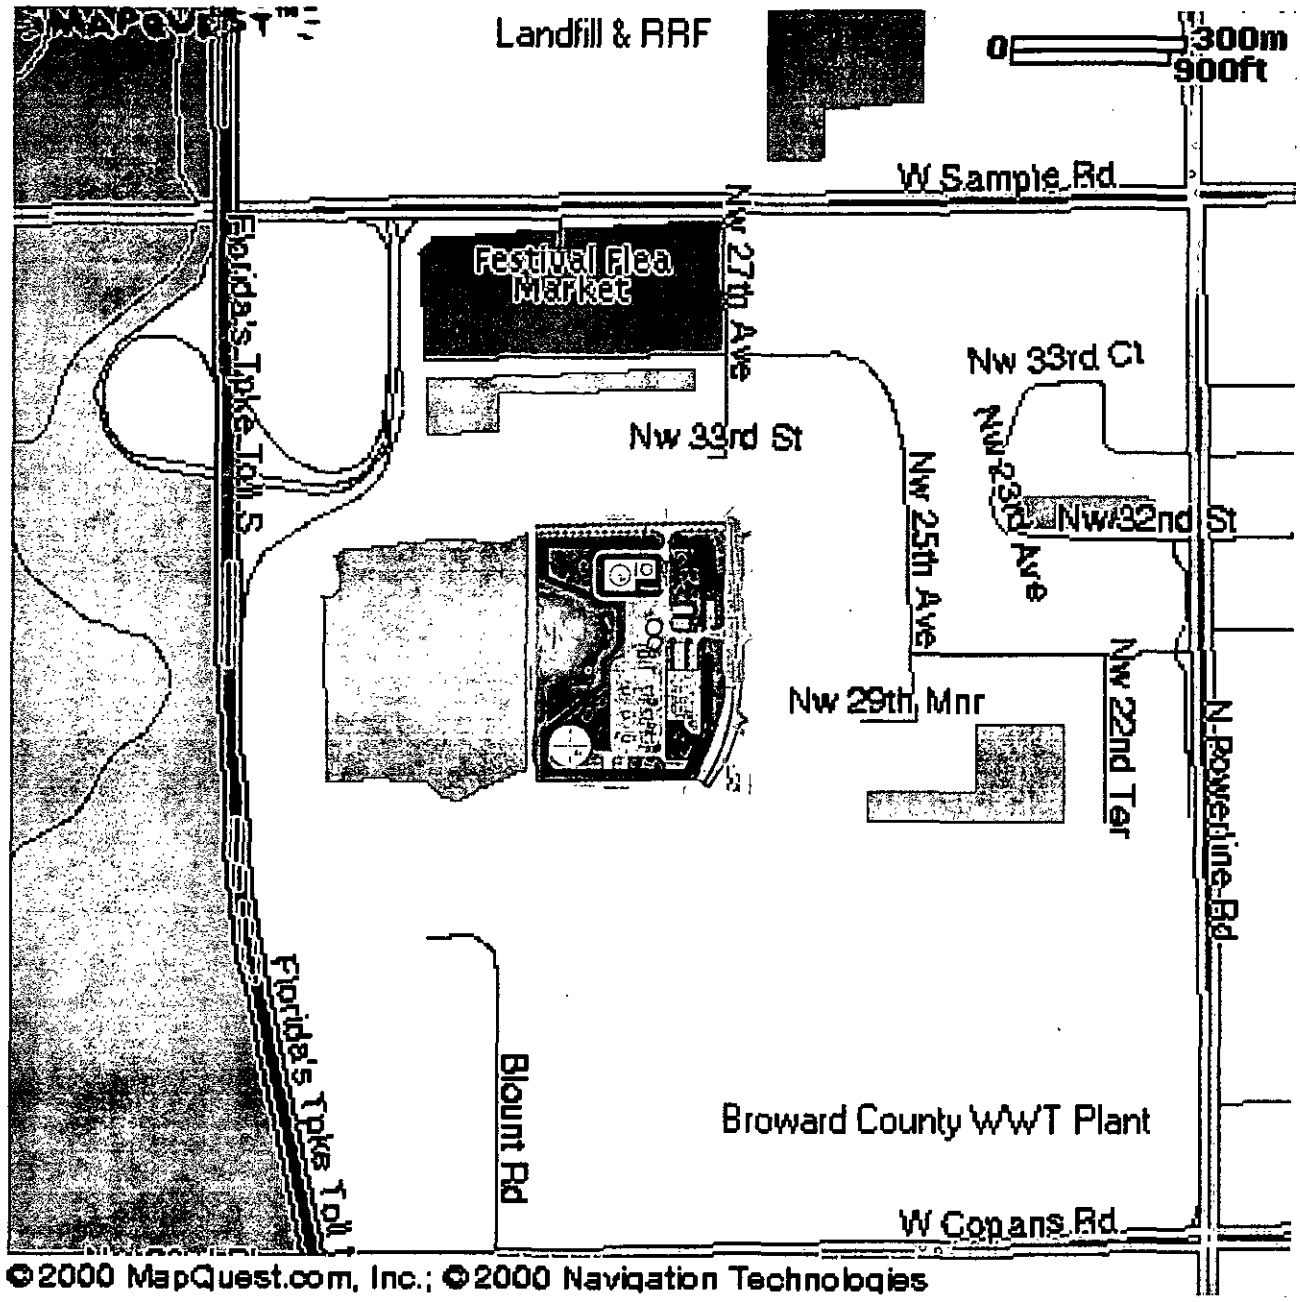 MAPQUEST™
Landfill & RRF
0
300m
900ft
W Sample Rd
Florida's Tpke Toll S
Festival Flea
Market
Nw 27th Ave
Nw 33rd Ct
Nw 33rd St
Nw 23rd Ave
Nw 32nd St
Nw 25th Ave
Nw 29th Mnr
Nw 22nd Ter
N Powerline Rd
Florida's Tpke Toll
Blount Rd
Broward County WWT Plant
W Copans Rd
©2000 MapQuest.com, Inc.; ©2000 Navigation Technologies